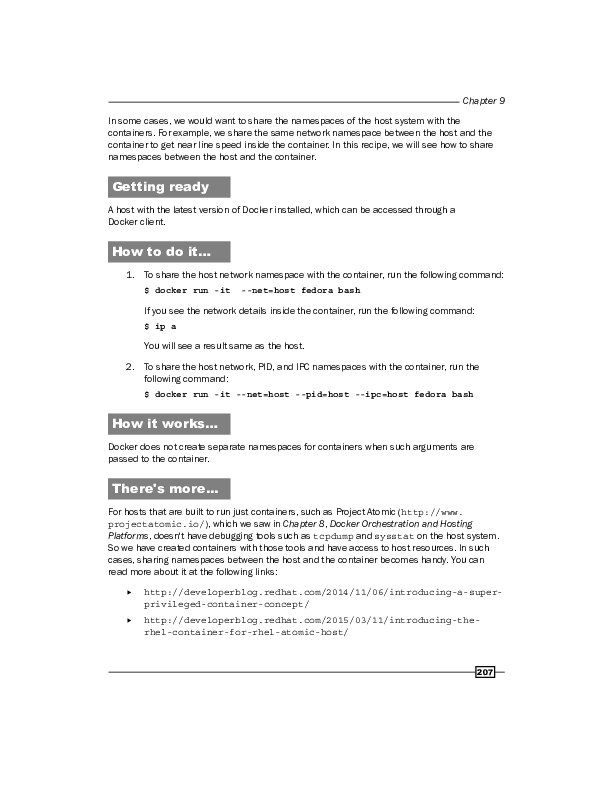 Chapter 9
In some cases, we would want to share the namespaces of the host system with the
containers. For example, we share the same network namespace between the host and the
container to get near line speed inside the container. In this recipe, we will see how to share
namespaces between the host and the container.
Getting ready
A host with the latest version of Docker installed, which can be accessed through a
Docker client.
How to do it…
1. To share the host network namespace with the container, run the following command:
$ docker run -it  --net=host fedora bash
If you see the network details inside the container, run the following command:
$ ip a
You will see a result same as the host.
2. To share the host network, PID, and IPC namespaces with the container, run the
following command:
$ docker run -it --net=host --pid=host --ipc=host fedora bash
How it works…
Docker does not create separate namespaces for containers when such arguments are
passed to the container.
There's more…
For hosts that are built to run just containers, such as Project Atomic (http://www.
projectatomic.io/), which we saw in Chapter 8, Docker Orchestration and Hosting
Platforms, doesn't have debugging tools such as tcpdump and sysstat on the host system.
So we have created containers with those tools and have access to host resources. In such
cases, sharing namespaces between the host and the container becomes handy. You can
read more about it at the following links:
► http://developerblog.redhat.com/2014/11/06/introducing-a-super-
privileged-container-concept/
► http://developerblog.redhat.com/2015/03/11/introducing-the-
rhel-container-for-rhel-atomic-host/
207